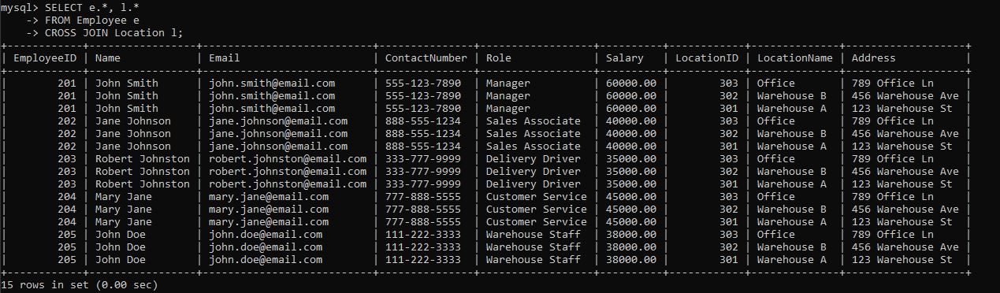 mysql> SELECT e.*, l.*
    -> FROM Employee e
    -> CROSS JOIN Location l;
+------------+-----------------+---------------------------+---------------+------------------+----------+------------+--------------+-------------------+
| EmployeeID | Name            | Email                     | ContactNumber | Role             | Salary   | LocationID | LocationName | Address           |
+------------+-----------------+---------------------------+---------------+------------------+----------+------------+--------------+-------------------+
|        201 | John Smith      | john.smith@email.com      | 555-123-7890  | Manager          | 60000.00 |        303 | Office       | 789 Office Ln     |
|        201 | John Smith      | john.smith@email.com      | 555-123-7890  | Manager          | 60000.00 |        302 | Warehouse B  | 456 Warehouse Ave |
|        201 | John Smith      | john.smith@email.com      | 555-123-7890  | Manager          | 60000.00 |        301 | Warehouse A  | 123 Warehouse St  |
|        202 | Jane Johnson    | jane.johnson@email.com    | 888-555-1234  | Sales Associate  | 40000.00 |        303 | Office       | 789 Office Ln     |
|        202 | Jane Johnson    | jane.johnson@email.com    | 888-555-1234  | Sales Associate  | 40000.00 |        302 | Warehouse B  | 456 Warehouse Ave |
|        202 | Jane Johnson    | jane.johnson@email.com    | 888-555-1234  | Sales Associate  | 40000.00 |        301 | Warehouse A  | 123 Warehouse St  |
|        203 | Robert Johnston | robert.johnston@email.com | 333-777-9999  | Delivery Driver  | 35000.00 |        303 | Office       | 789 Office Ln     |
|        203 | Robert Johnston | robert.johnston@email.com | 333-777-9999  | Delivery Driver  | 35000.00 |        302 | Warehouse B  | 456 Warehouse Ave |
|        203 | Robert Johnston | robert.johnston@email.com | 333-777-9999  | Delivery Driver  | 35000.00 |        301 | Warehouse A  | 123 Warehouse St  |
|        204 | Mary Jane       | mary.jane@email.com       | 777-888-5555  | Customer Service | 45000.00 |        303 | Office       | 789 Office Ln     |
|        204 | Mary Jane       | mary.jane@email.com       | 777-888-5555  | Customer Service | 45000.00 |        302 | Warehouse B  | 456 Warehouse Ave |
|        204 | Mary Jane       | mary.jane@email.com       | 777-888-5555  | Customer Service | 45000.00 |        301 | Warehouse A  | 123 Warehouse St  |
|        205 | John Doe        | john.doe@email.com        | 111-222-3333  | Warehouse Staff  | 38000.00 |        303 | Office       | 789 Office Ln     |
|        205 | John Doe        | john.doe@email.com        | 111-222-3333  | Warehouse Staff  | 38000.00 |        302 | Warehouse B  | 456 Warehouse Ave |
|        205 | John Doe        | john.doe@email.com        | 111-222-3333  | Warehouse Staff  | 38000.00 |        301 | Warehouse A  | 123 Warehouse St  |
+------------+-----------------+---------------------------+---------------+------------------+----------+------------+--------------+-------------------+
15 rows in set (0.00 sec)